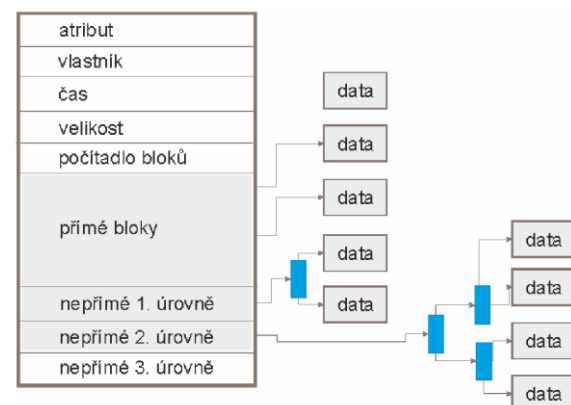 atribut
vlastník
čas
velikost
počítadlo bloků
přímé bloky
nepřímé 1. úrovně
nepřímé 2. úrovně
nepřímé 3. úrovně
data
data
data
data
data
data
data
data
data